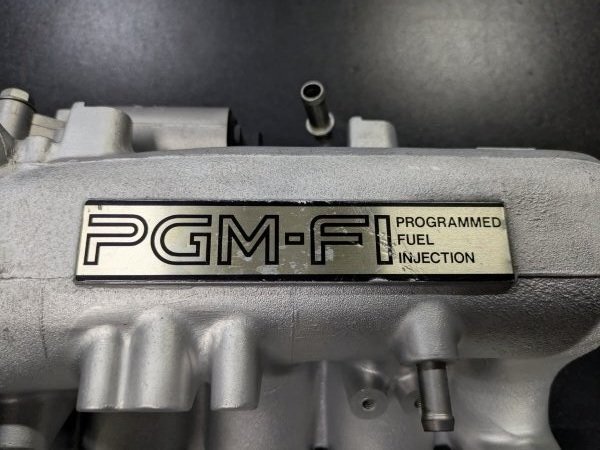 PGM-FI
PROGRAMMED
FUEL
INJECTION